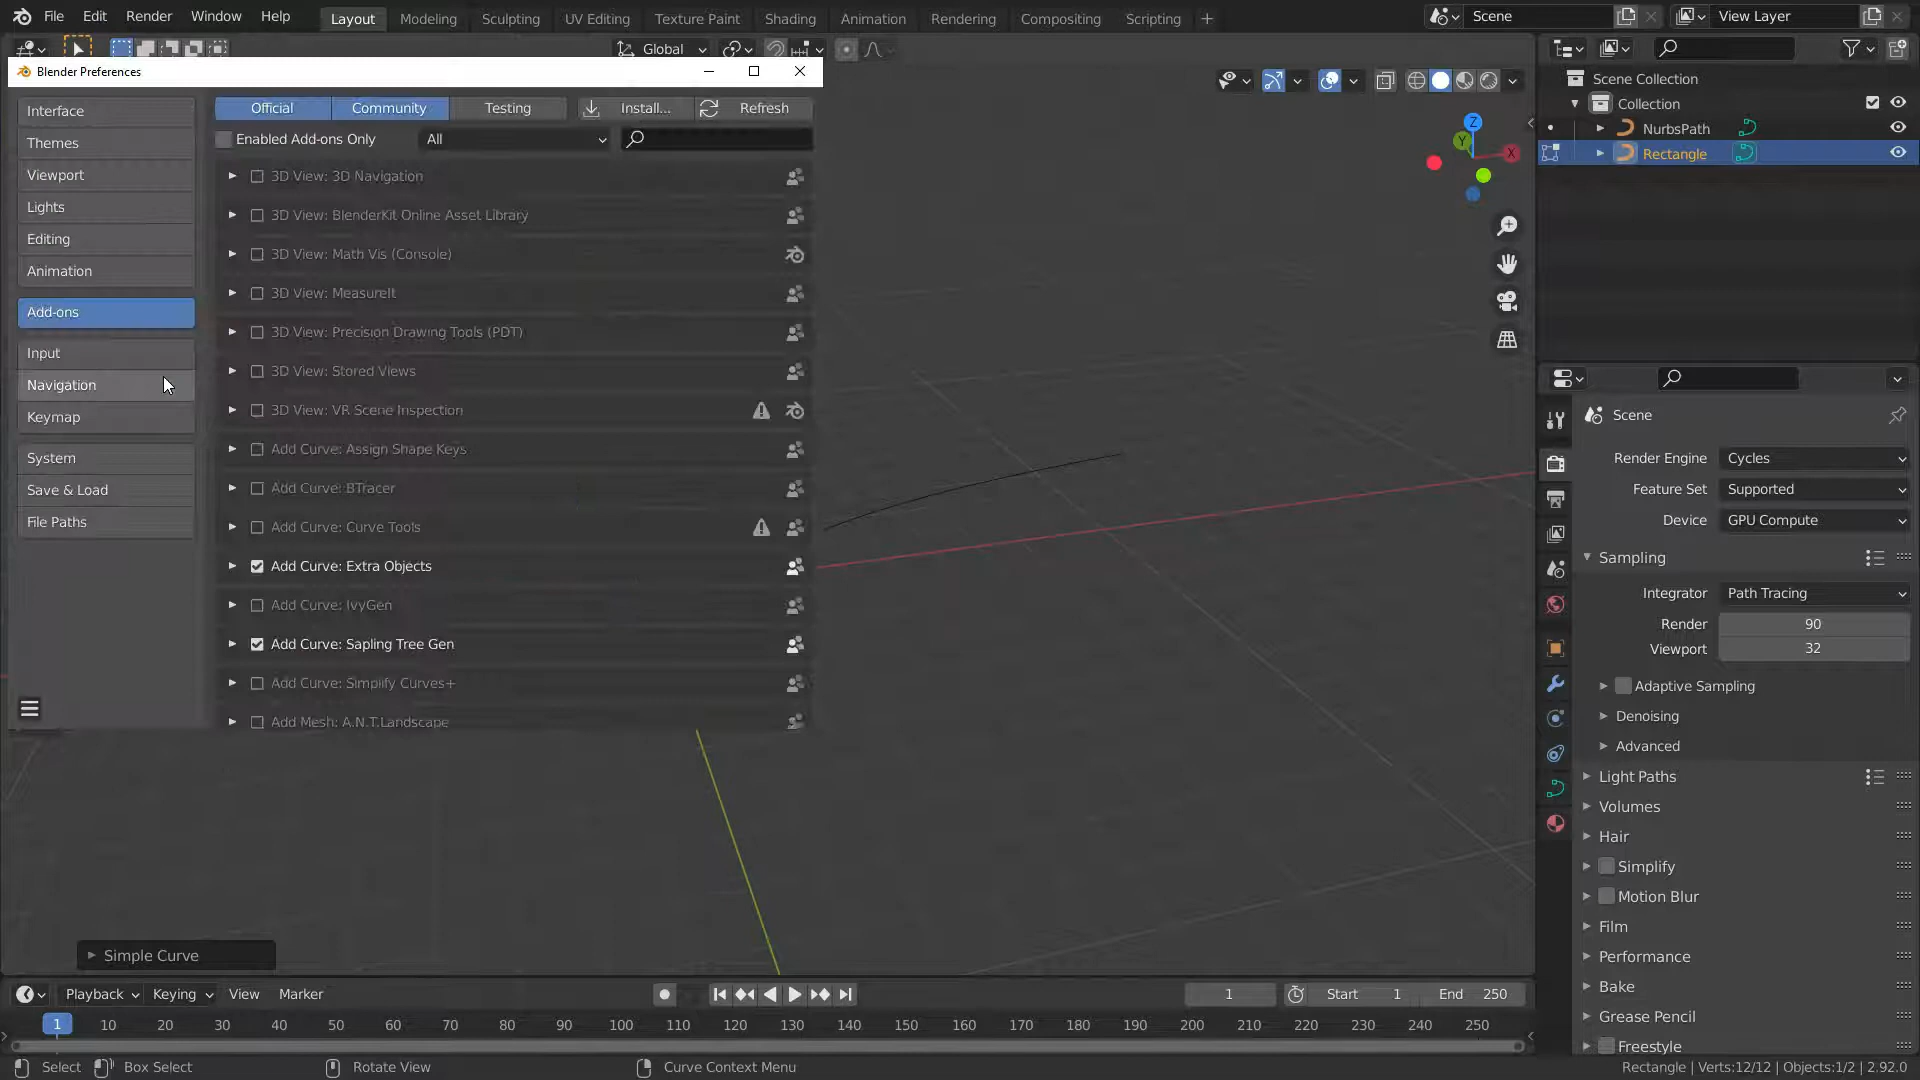 File Edit Render Window Help Layout Modeling Sculpting UV Editing Texture Paint Shading Animation Rendering Compositing Scripting + Scene View Layer
Global
Blender Preferences
Interface
Themes
Viewport
Lights
Editing
Animation
Add-ons
Input
Navigation
Keymap
System
Save & Load
File Paths
Official Community Testing Install... Refresh
Enabled Add-ons Only All
3D View: 3D Navigation
3D View: BlenderKit Online Asset Library
3D View: Math Vis (Console)
3D View: MeasureIt
3D View: Precision Drawing Tools (PDT)
3D View: Stored Views
3D View: VR Scene Inspection
Add Curve: Assign Shape Keys
Add Curve: BTracer
Add Curve: Curve Tools
Add Curve: Extra Objects
Add Curve: IvyGen
Add Curve: Sapling Tree Gen
Add Curve: Simplify Curves+
Add Mesh: A.N.T.Landscape
Z
Y
X
Scene Collection
Collection
NurbsPath
Rectangle
Scene
Render Engine Cycles
Feature Set Supported
Device GPU Compute
Sampling
Integrator Path Tracing
Render 90
Viewport 32
Adaptive Sampling
Denoising
Advanced
Light Paths
Volumes
Hair
Simplify
Motion Blur
Film
Performance
Bake
Grease Pencil
Freestyle
Simple Curve
Playback Keying View Marker 1 Start 1 End 250
1 10 20 30 40 50 60 70 80 90 100 110 120 130 140 150 160 170 180 190 200 210 220 230 240 250
Select Box Select Rotate View Curve Context Menu Rectangle | Verts:12/12 | Objects:1/2 | 2.92.0